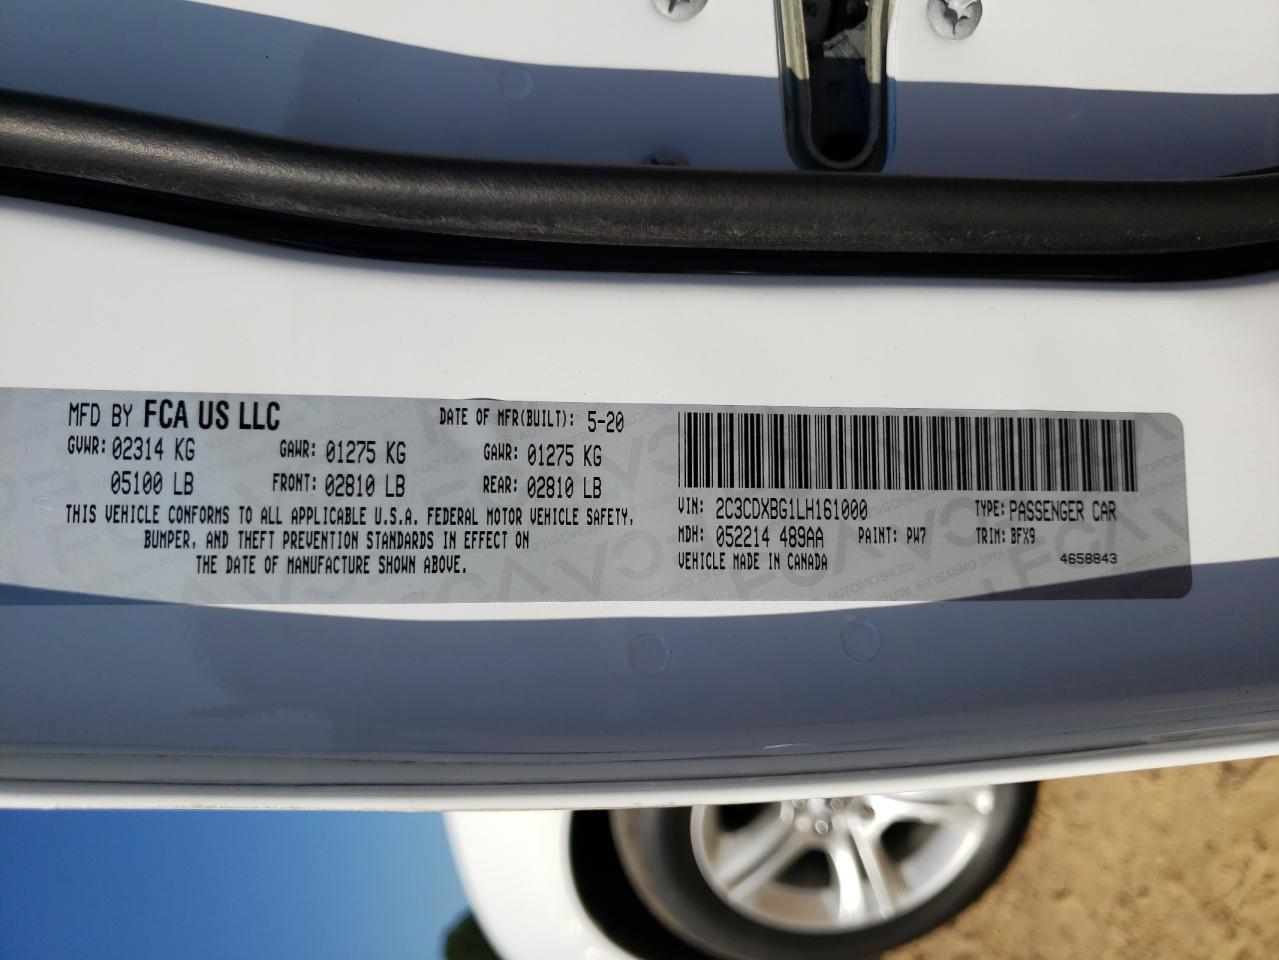 MFD BY FCA US LLC DATE OF MFR(BUILT): 5-20
GVWR: 02314 KG GAWR: 01275 KG GAWR: 01275 KG
05100 LB FRONT: 02810 LB REAR: 02810 LB
THIS VEHICLE CONFORMS TO ALL APPLICABLE U.S.A. FEDERAL MOTOR VEHICLE SAFETY,
BUMPER, AND THEFT PREVENTION STANDARDS IN EFFECT ON
THE DATE OF MANUFACTURE SHOWN ABOVE.
VIN: 2C3CDXBG1LH161000 TYPE: PASSENGER CAR
MDH: 052214 489AA PAINT: PW7 TRIM: BFX9
VEHICLE MADE IN CANADA 4658843